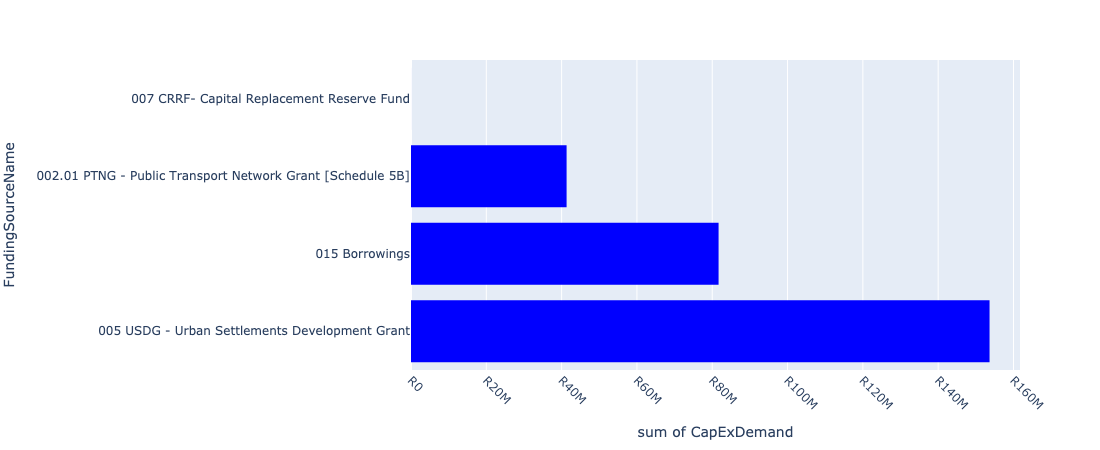 FundingSourceName
007 CRRF- Capital Replacement Reserve Fund
002.01 PTNG - Public Transport Network Grant [Schedule 5B]
015 Borrowings
005 USDG - Urban Settlements Development Grant
R0
R20M
R40M
R60M
R80M
R100M
R120M
R140M
R160M
sum of CapExDemand